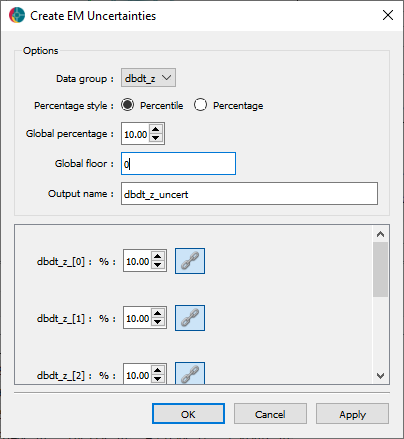 Create EM Uncertainties
Options
Data group : dbdt_z
Percentage style : Percentile Percentage
Global percentage : 10.00
Global floor : 0
Output name : dbdt_z_uncert
dbdt_z_[0] : % : 10.00
dbdt_z_[1] : % : 10.00
dbdt_z_[2] : % : 10.00
OK Cancel Apply